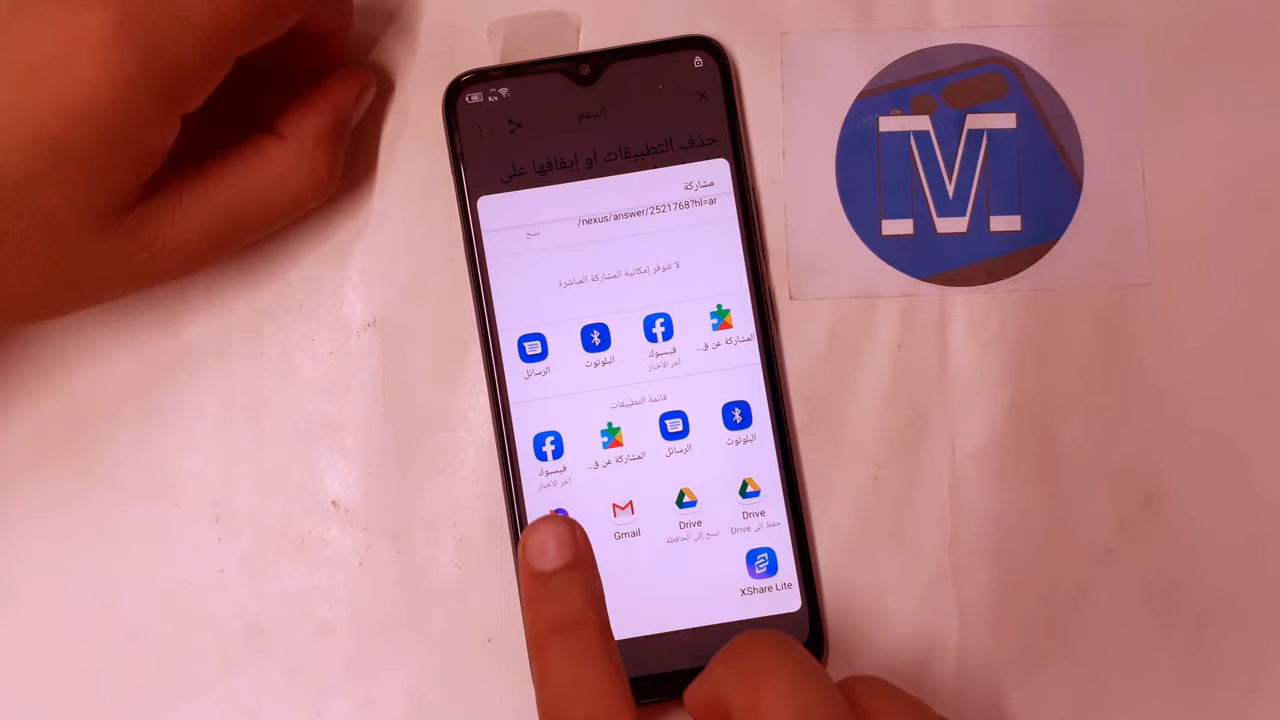 الدعم
حذف التطبيقات أو إيقافها على
مشاركة
/nexus/answer/2521768?hl=ar
نسخ
لا تتوفر إمكانية المشاركة المباشرة.
المشاركة عن ق...
فيسبوك
آخر الأخبار
البلوتوث
الرسائل
قائمة التطبيقات
البلوتوث
الرسائل
المشاركة عن ق...
فيسبوك
آخر الأخبار
Drive
حفظ إلى Drive
Drive
نسخ إلى الحافظة
Gmail
XShare Lite
M